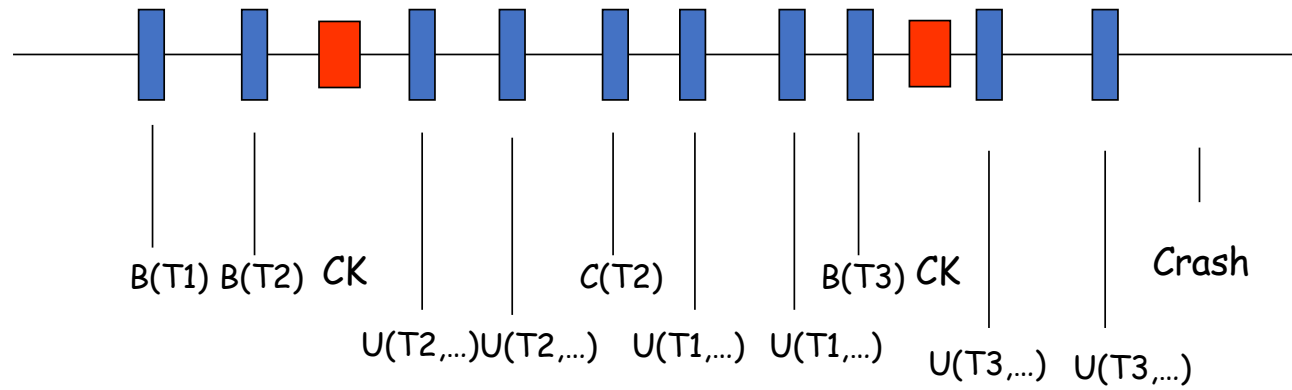 B(T1) B(T2) CK C(T2) B(T3) CK Crash
U(T2,...) U(T2,...) U(T1,...) U(T1,...) U(T3,...) U(T3,...)